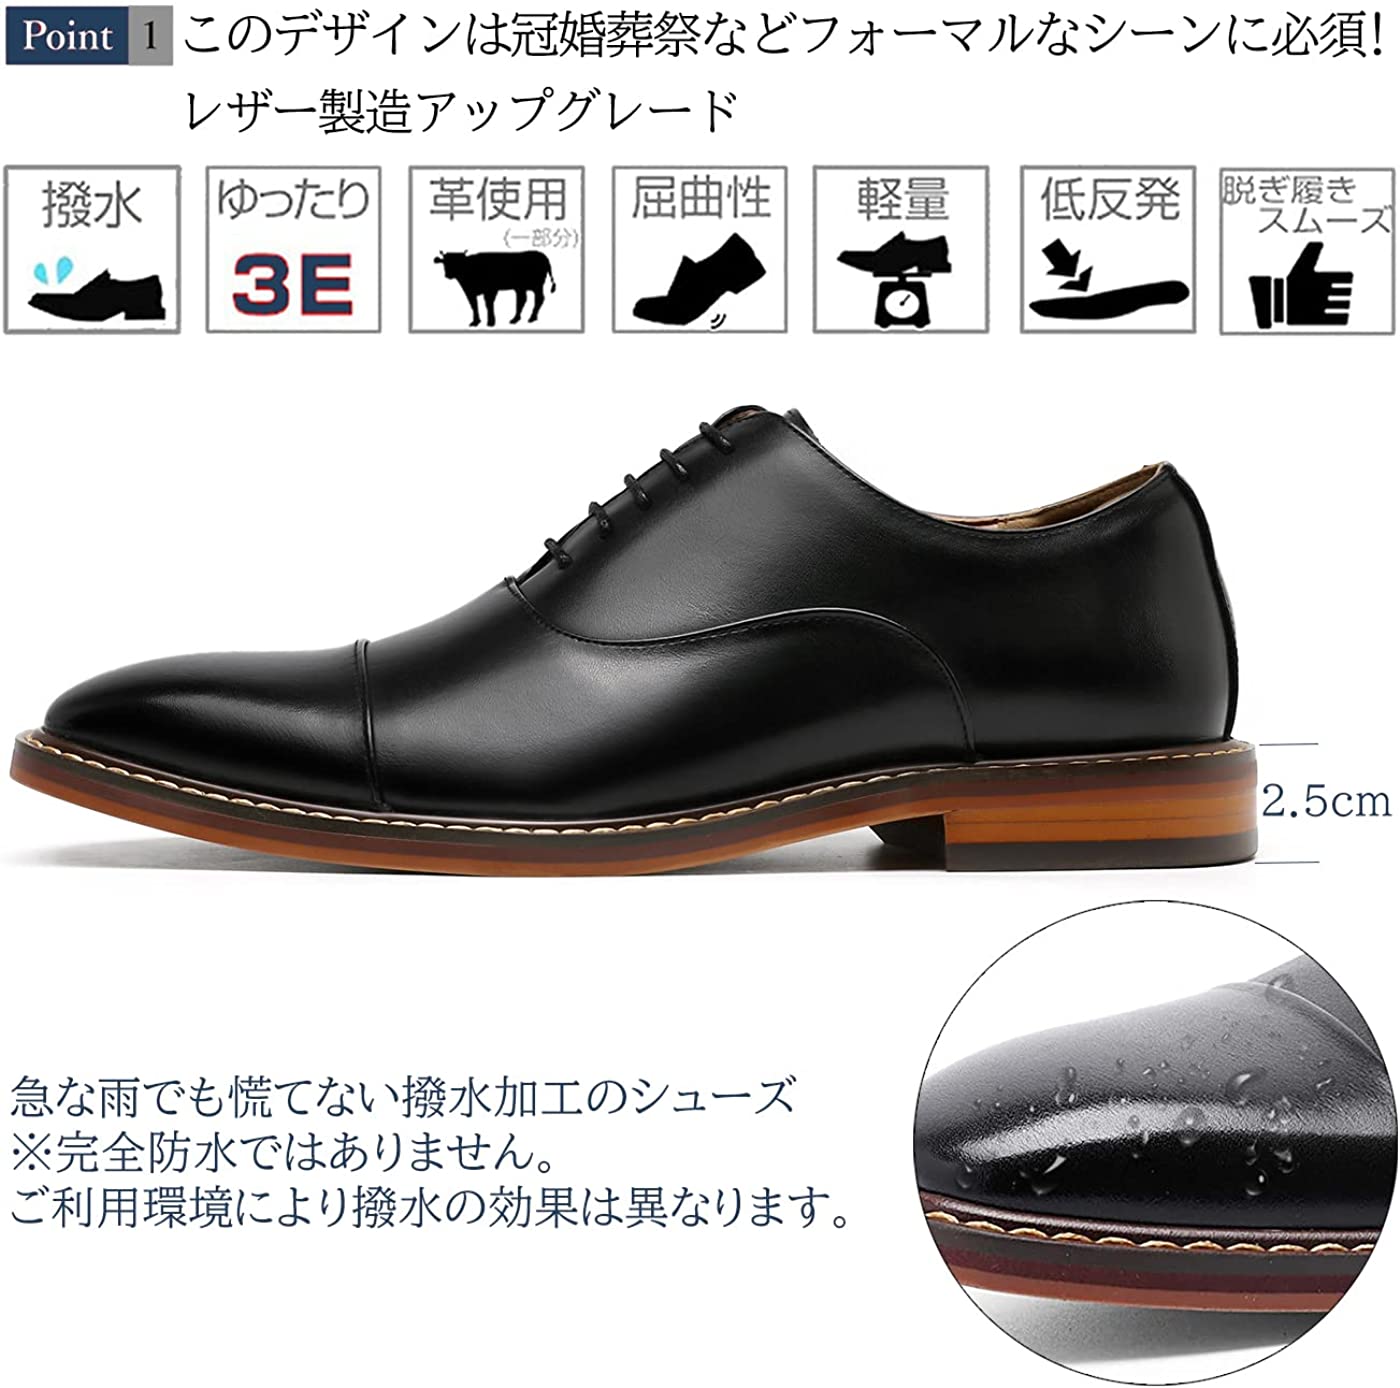 Point 1 このデザインは冠婚葬祭などフォーマルなシーンに必須!
レザー製造アップグレード
撥水
ゆったり
3E
革使用
(一部分)
屈曲性
軽量
低反発
脱ぎ履き
スムーズ
2.5cm
急な雨でも慌てない撥水加工のシューズ
※完全防水ではありません。
ご利用環境により撥水の効果は異なります。